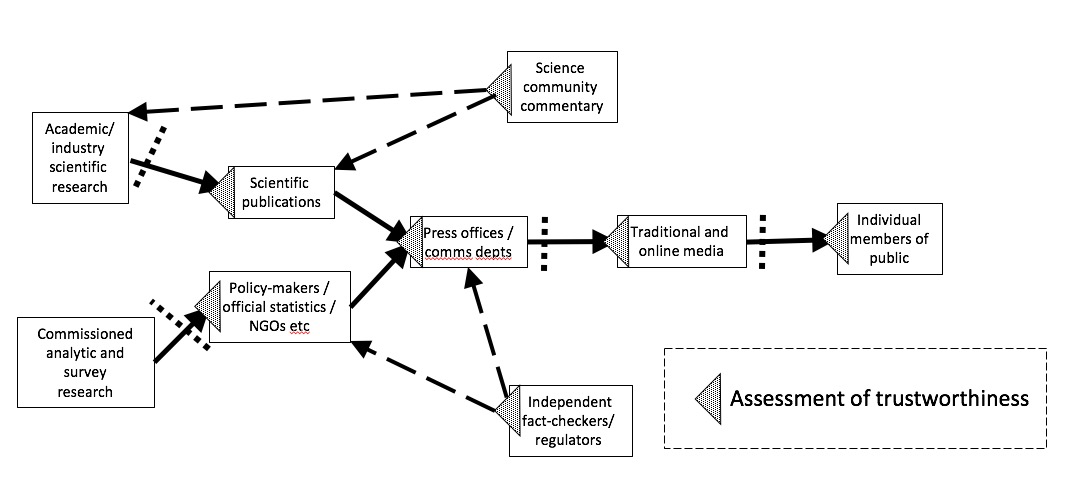 Science
community
commentary
Academic/
industry
scientific
research
Scientific
publications
Press offices /
comms depts
Traditional and
online media
Individual
members of
public
Policy-makers /
official statistics /
NGOs etc
Commissioned
analytic and
survey
research
Independent
fact-checkers/
regulators
Assessment of trustworthiness